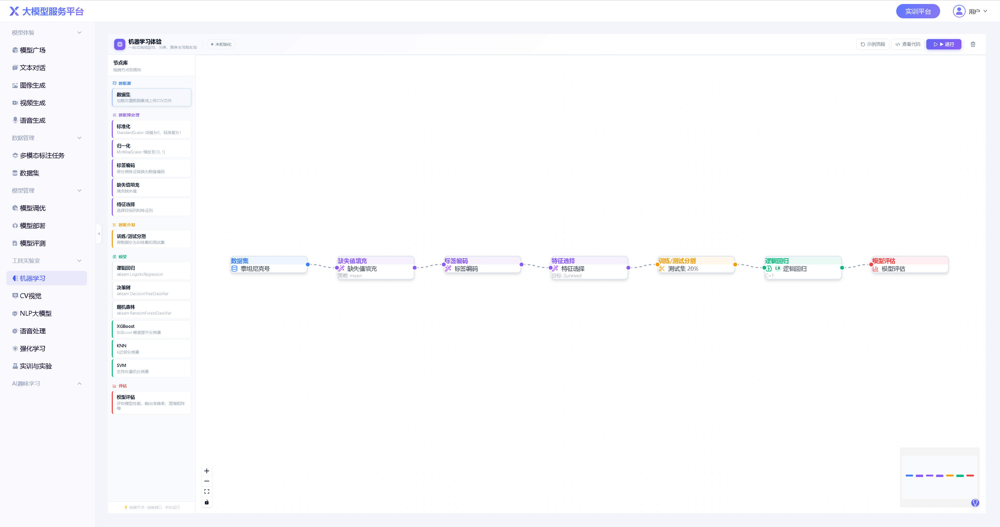 大模型服务平台
实训平台
用户
模型体验
模型广场
文本对话
图像生成
视频生成
语音生成
数据管理
多模态标注任务
数据集
模型管理
模型调优
模型部署
模型评测
工具实验室
机器学习
CV视觉
NLP大模型
语音处理
强化学习
实训与实验
AI趣味学习
机器学习体验
一站式完成回归、分类、聚类全流程实验
未初始化
示例流程
查看代码
运行
节点库
拖拽节点到画布
数据源
数据集
加载内置数据集或上传CSV文件
数据预处理
标准化
StandardScaler: 均值为0，标准差为1
归一化
MinMaxScaler: 缩放到 [0, 1]
标签编码
将分类特征转换为数值编码
缺失值填充
填充缺失值
特征选择
选择目标列和特征列
数据分割
训练/测试分割
将数据分为训练集和测试集
模型
逻辑回归
sklearn LogisticRegression
决策树
sklearn DecisionTreeClassifier
随机森林
sklearn RandomForestClassifier
XGBoost
XGBoost 梯度提升分类器
KNN
K近邻分类器
SVM
支持向量机分类器
评估
模型评估
评估模型性能，输出准确率、混淆矩阵
等
拖拽节点 · 连接端口 · 点击运行
数据集
泰坦尼克号
缺失值填充
缺失值填充
策略: mean
标签编码
标签编码
特征选择
特征选择
目标: Survived
训练/测试分割
测试集 20%
逻辑回归
LR 逻辑回归
C=1
模型评估
模型评估